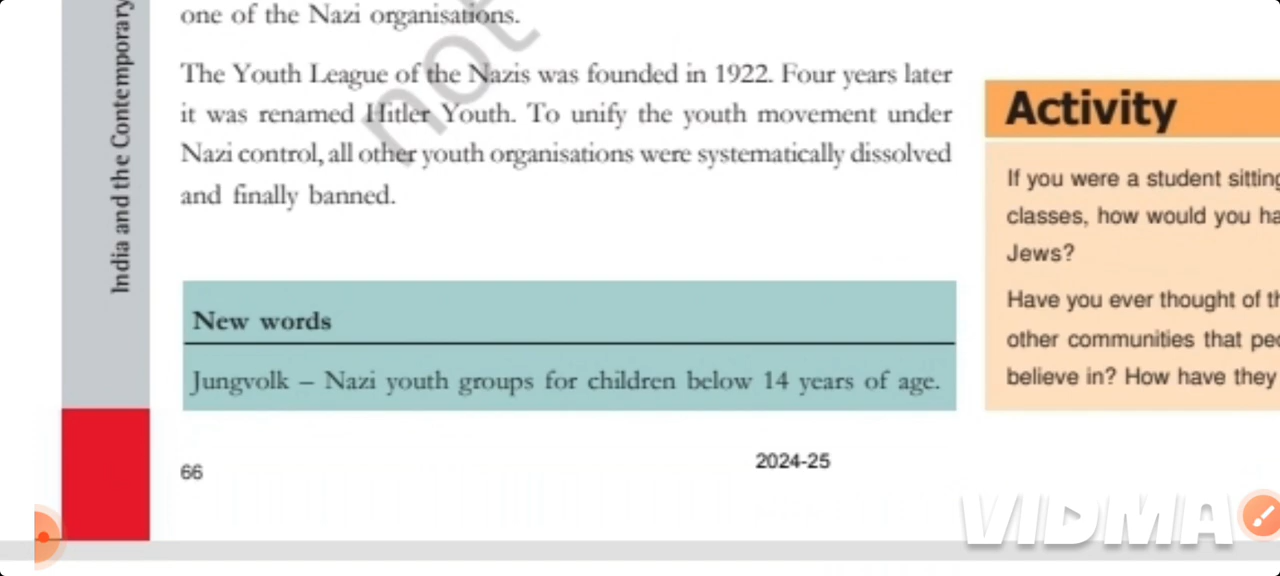 one of the Nazi organisations.
The Youth League of the Nazis was founded in 1922. Four years later
it was renamed Hitler Youth. To unify the youth movement under
Nazi control, all other youth organisations were systematically dissolved
and finally banned.
New words
Jungvolk – Nazi youth groups for children below 14 years of age.
66
2024-25
India and the Contemporary
Activity
If you were a student sitting
classes, how would you ha
Jews?
Have you ever thought of th
other communities that peo
believe in? How have they
not
VIDMA